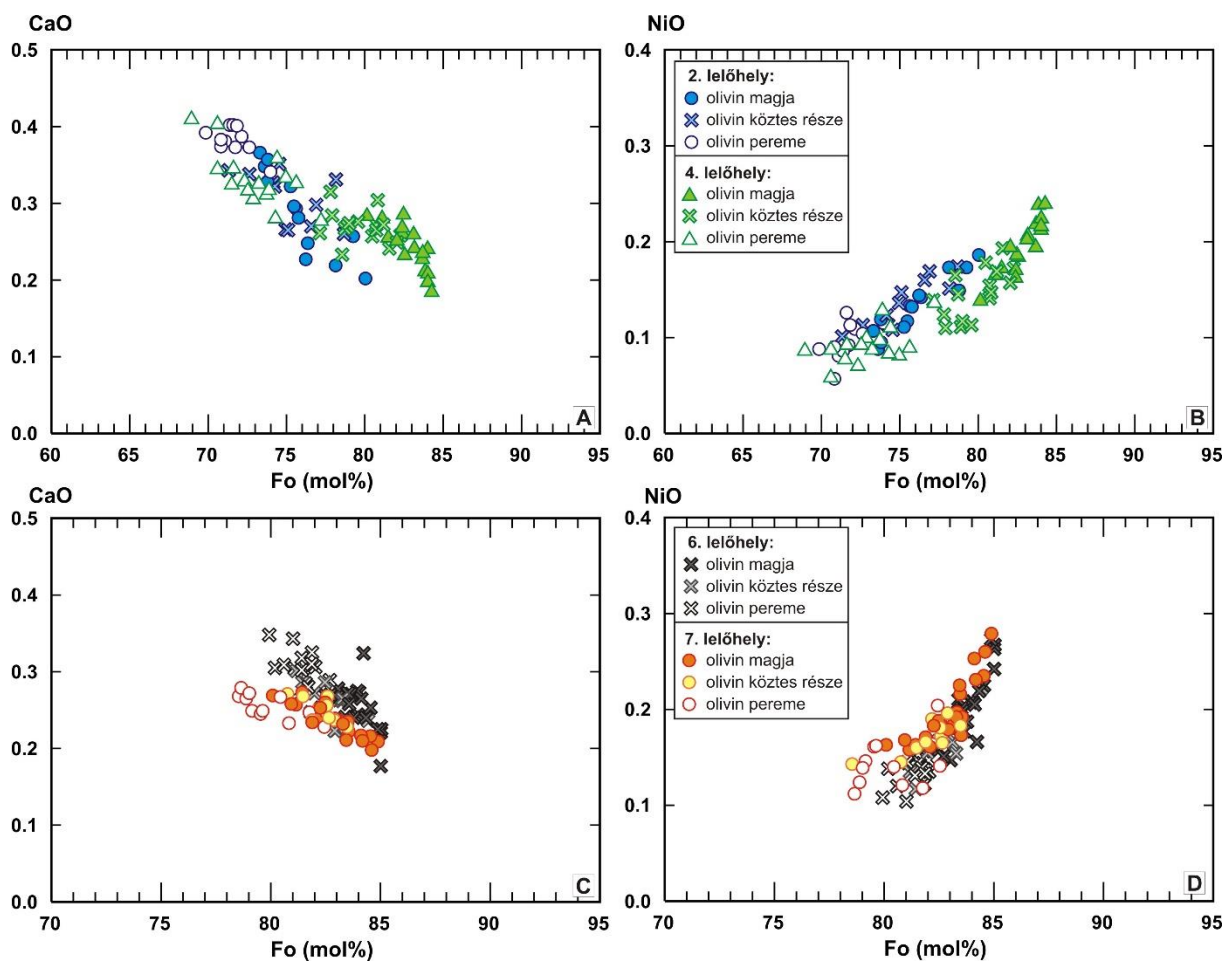 CaO
0.5
0.4
0.3
0.2
0.1
0.0
60 65 70 75 80 85 90 95
Fo (mol%)
A
NiO
0.4
0.3
0.2
0.1
0.0
60 65 70 75 80 85 90 95
Fo (mol%)
B
2. lelőhely:
olivin magja
olivin köztes része
olivin pereme
4. lelőhely:
olivin magja
olivin köztes része
olivin pereme
CaO
0.5
0.4
0.3
0.2
0.1
0.0
70 75 80 85 90 95
Fo (mol%)
C
NiO
0.4
0.3
0.2
0.1
0.0
70 75 80 85 90 95
Fo (mol%)
D
6. lelőhely:
olivin magja
olivin köztes része
olivin pereme
7. lelőhely:
olivin magja
olivin köztes része
olivin pereme